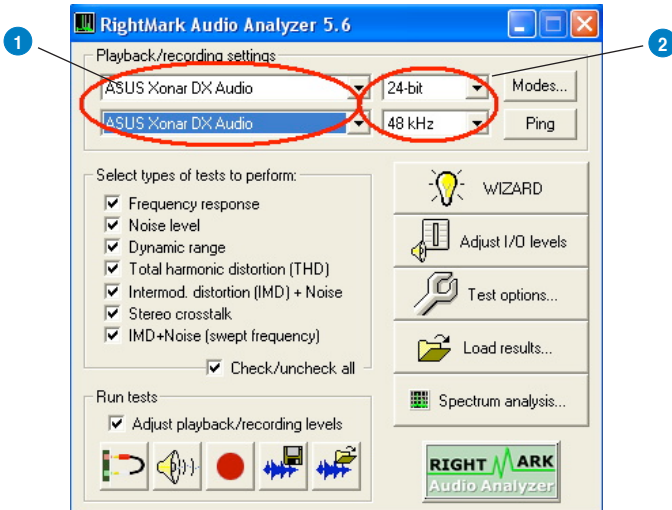 RightMark Audio Analyzer 5.6
1
2
Playback/recording settings
ASUS Xonar DX Audio 24-bit Modes...
ASUS Xonar DX Audio 48 kHz Ping
Select types of tests to perform:
Frequency response
Noise level
Dynamic range
Total harmonic distortion (THD)
Intermod. distortion (IMD) + Noise
Stereo crosstalk
IMD+Noise (swept frequency)
Check/uncheck all
WIZARD
Adjust I/O levels
Test options...
Load results...
Spectrum analysis...
Run tests
Adjust playback/recording levels
RIGHT MARK
Audio Analyzer